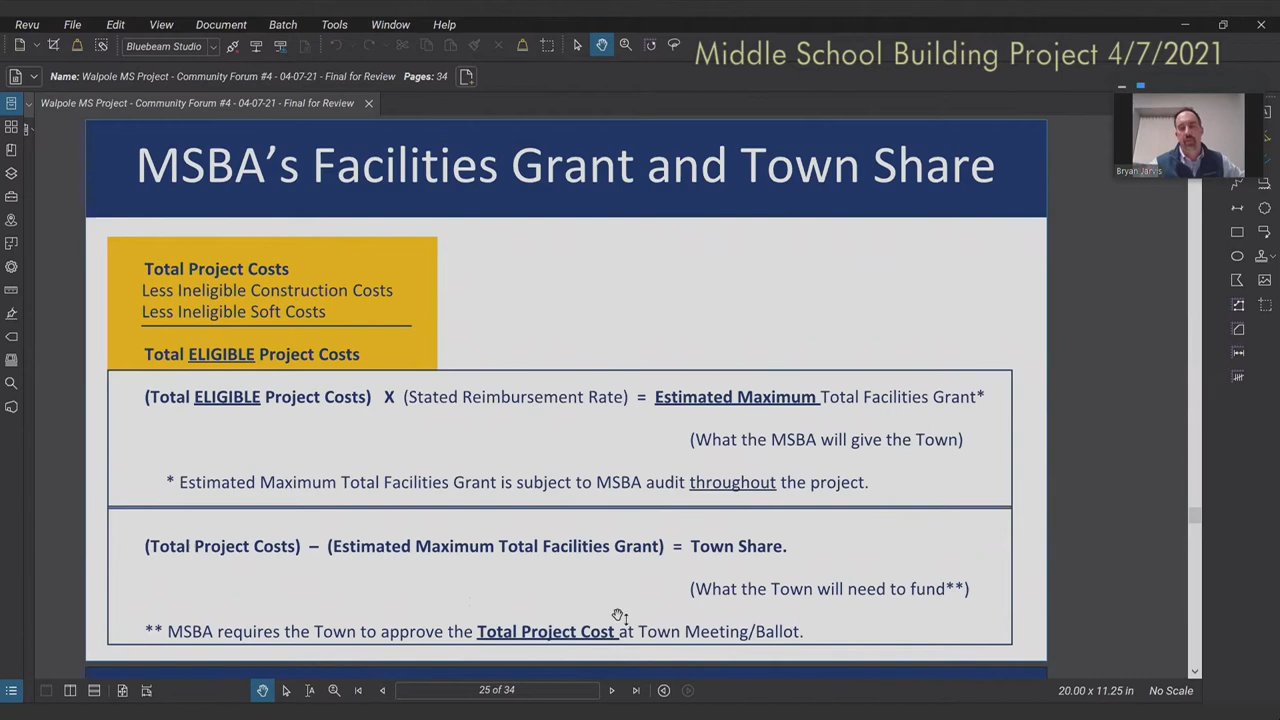 Revu File Edit View Document Batch Tools Window Help
Bluebeam Studio
Middle School Building Project 4/7/2021
Name: Walpole MS Project - Community Forum #4 - 04-07-21 - Final for Review Pages: 34
Walpole MS Project - Community Forum #4 - 04-07-21 - Final for Review
Bryan Jarvis
MSBA's Facilities Grant and Town Share
Total Project Costs
Less Ineligible Construction Costs
Less Ineligible Soft Costs
Total ELIGIBLE Project Costs
(Total ELIGIBLE Project Costs) X (Stated Reimbursement Rate) = Estimated Maximum Total Facilities Grant*
(What the MSBA will give the Town)
* Estimated Maximum Total Facilities Grant is subject to MSBA audit throughout the project.
(Total Project Costs) – (Estimated Maximum Total Facilities Grant) = Town Share.
(What the Town will need to fund**)
** MSBA requires the Town to approve the Total Project Cost at Town Meeting/Ballot.
25 of 34
20.00 x 11.25 in No Scale